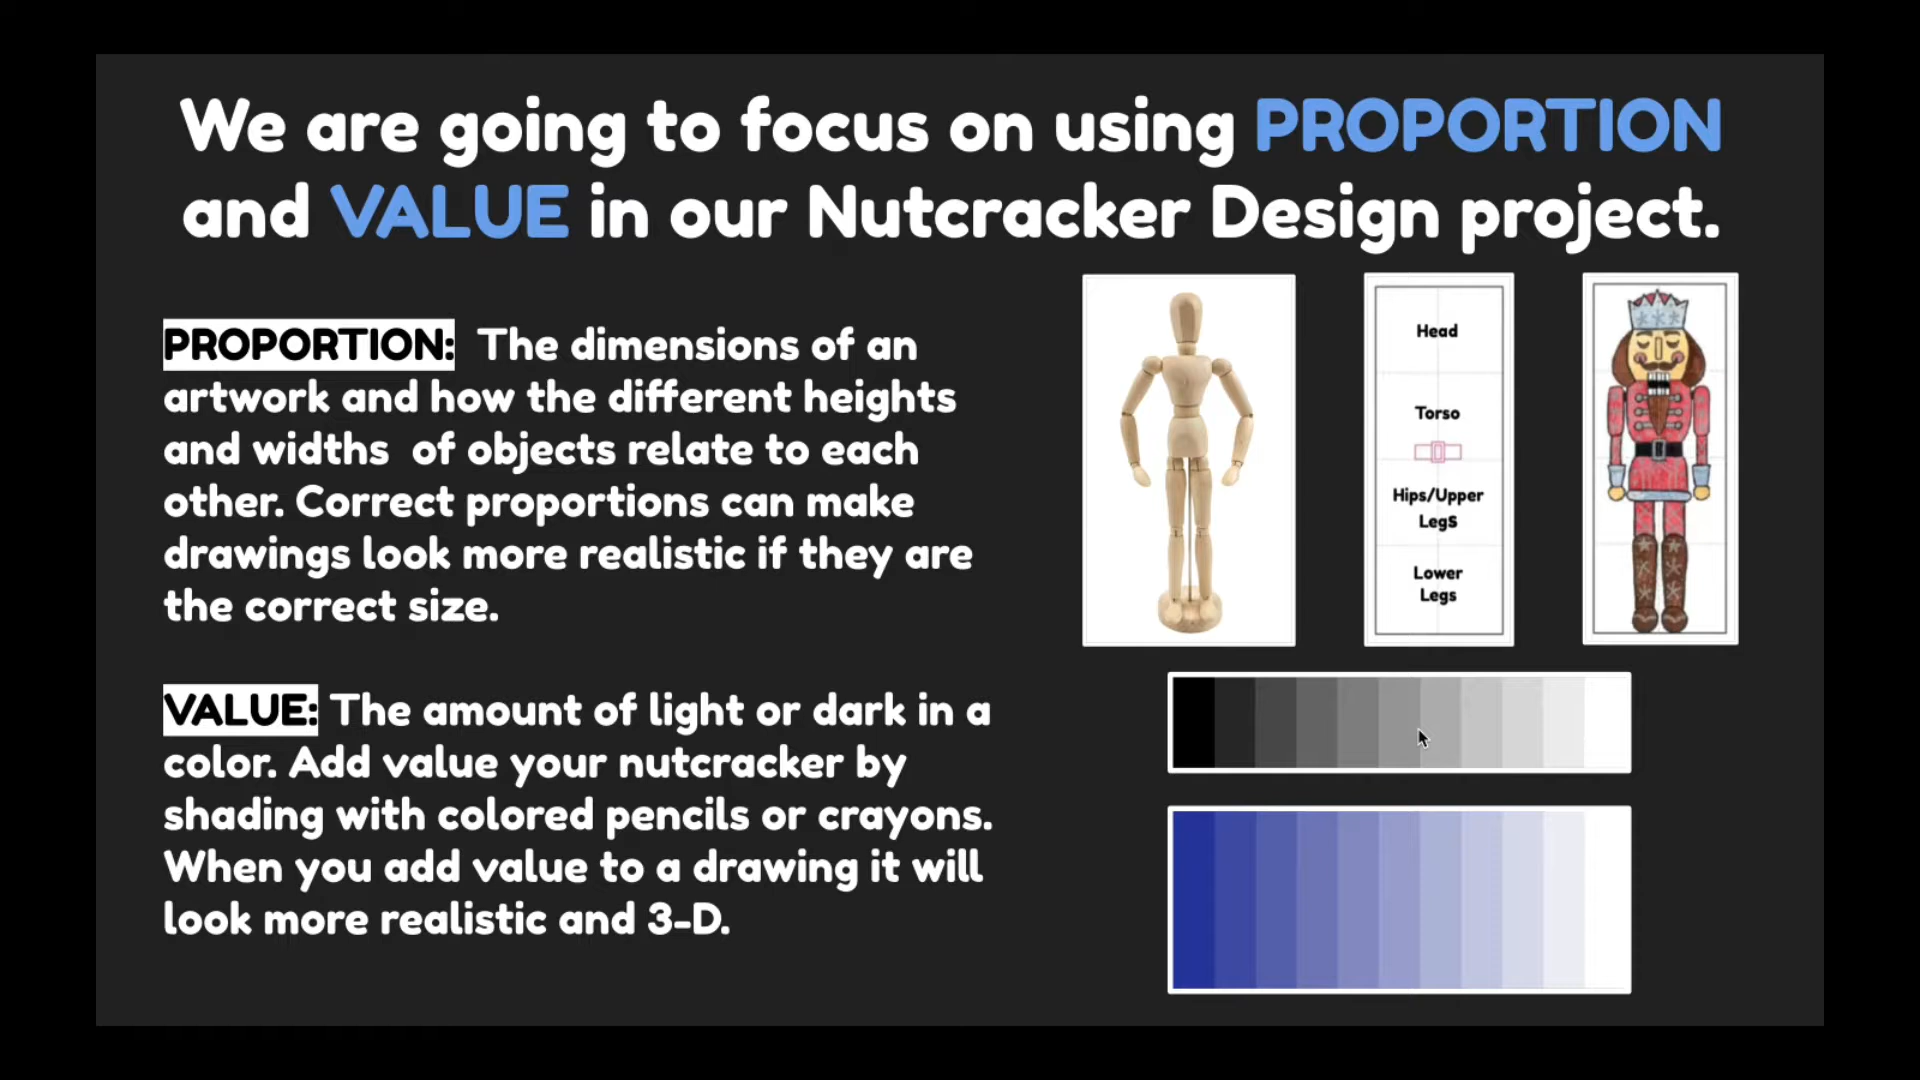 We are going to focus on using PROPORTION
and VALUE in our Nutcracker Design project.
PROPORTION: The dimensions of an
artwork and how the different heights
and widths of objects relate to each
other. Correct proportions can make
drawings look more realistic if they are
the correct size.
VALUE: The amount of light or dark in a
color. Add value your nutcracker by
shading with colored pencils or crayons.
When you add value to a drawing it will
look more realistic and 3-D.
Head
Torso
Hips/Upper
Legs
Lower
Legs